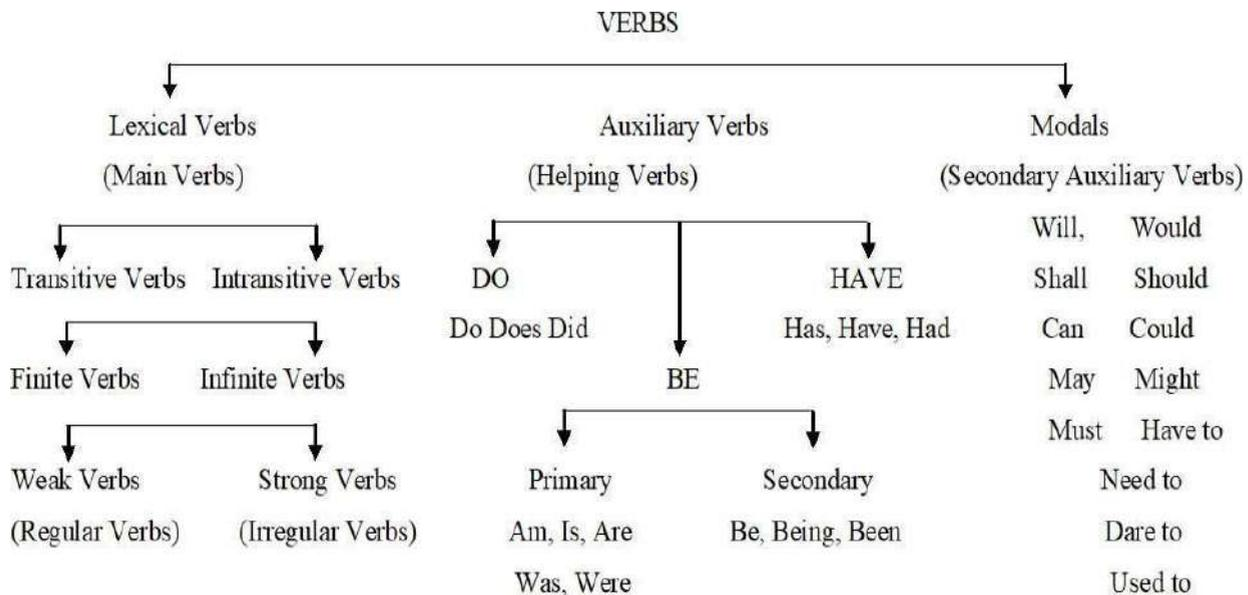 VERBS
Lexical Verbs Auxiliary Verbs Modals
(Main Verbs) (Helping Verbs) (Secondary Auxiliary Verbs)
Will, Would
Transitive Verbs Intransitive Verbs DO HAVE Shall Should
Do Does Did Has, Have, Had Can Could
Finite Verbs Infinite Verbs BE May Might
Must Have to
Weak Verbs Strong Verbs Primary Secondary Need to
(Regular Verbs) (Irregular Verbs) Am, Is, Are Be, Being, Been Dare to
Was, Were Used to